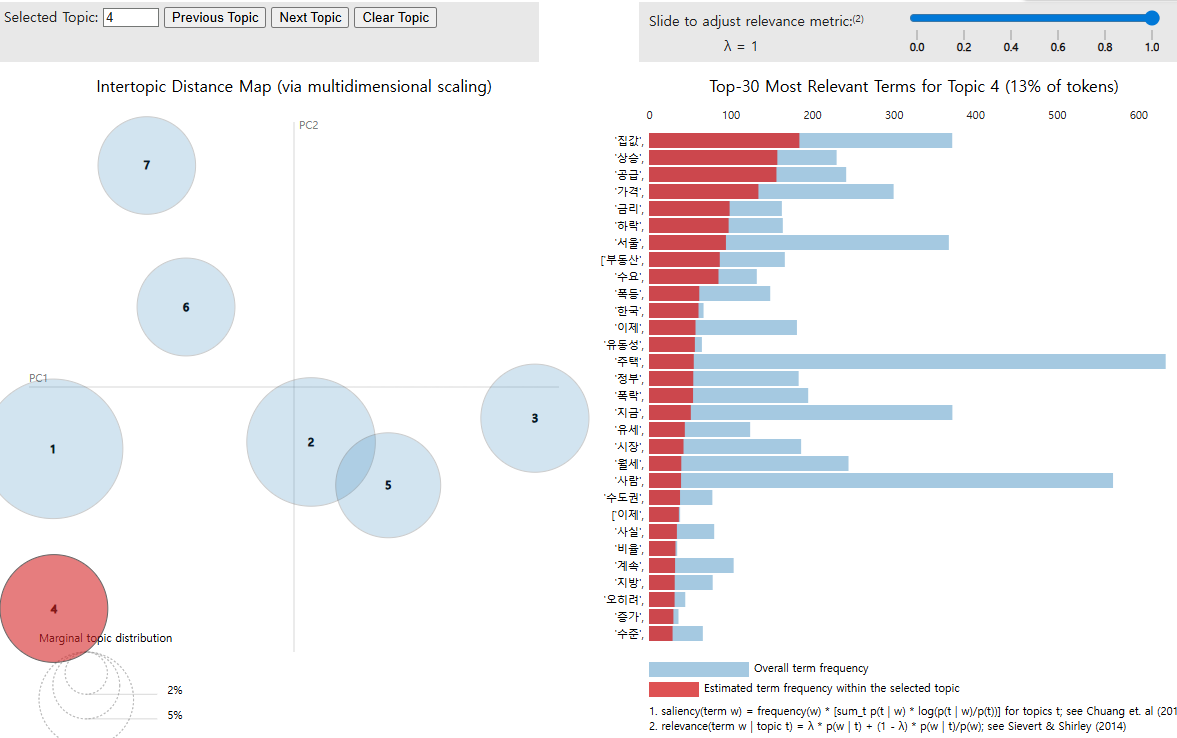 Selected Topic: 4 Previous Topic Next Topic Clear Topic
Slide to adjust relevance metric:(2)
λ = 1
0.0 0.2 0.4 0.6 0.8 1.0
Intertopic Distance Map (via multidimensional scaling)
PC2
PC1
7
6
1
2
3
5
4
Marginal topic distribution
2%
5%
Top-30 Most Relevant Terms for Topic 4 (13% of tokens)
0 100 200 300 400 500 600
'집값',
'상승',
'공급',
'가격',
'금리',
'하락',
'서울',
['부동산',
'수요',
'폭등',
'한국',
'이제',
'유동성',
'주택',
'정부',
'폭락',
'지금',
'유세',
'시장',
'월세',
'사람',
'수도권',
['이제',
'사실',
'비율',
'계속',
'지방',
'오히려',
'증가',
'수준',
Overall term frequency
Estimated term frequency within the selected topic
1. saliency(term w) = frequency(w) * [sum_t p(t | w) * log(p(t | w)/p(t))] for topics t; see Chuang et. al (201
2. relevance(term w | topic t) = λ * p(w | t) + (1 - λ) * p(w | t)/p(w); see Sievert & Shirley (2014)